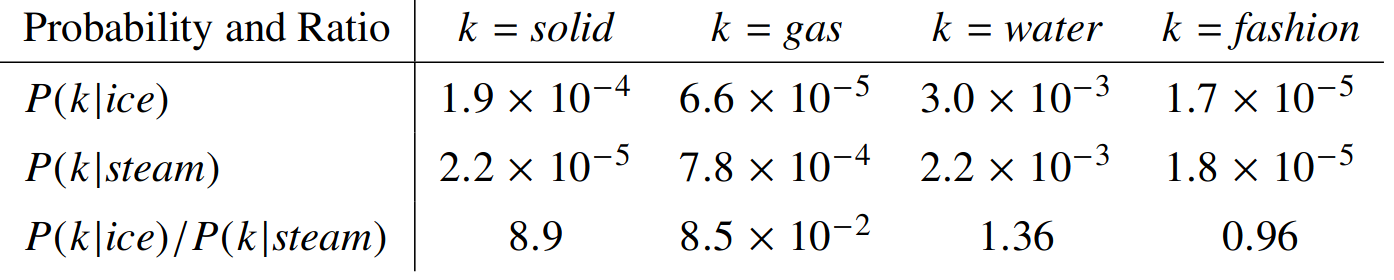 Probability and Ratio k = solid k = gas k = water k = fashion
P(k|ice) 1.9 × 10⁻⁴ 6.6 × 10⁻⁵ 3.0 × 10⁻³ 1.7 × 10⁻⁵
P(k|steam) 2.2 × 10⁻⁵ 7.8 × 10⁻⁴ 2.2 × 10⁻³ 1.8 × 10⁻⁵
P(k|ice)/P(k|steam) 8.9 8.5 × 10⁻² 1.36 0.96